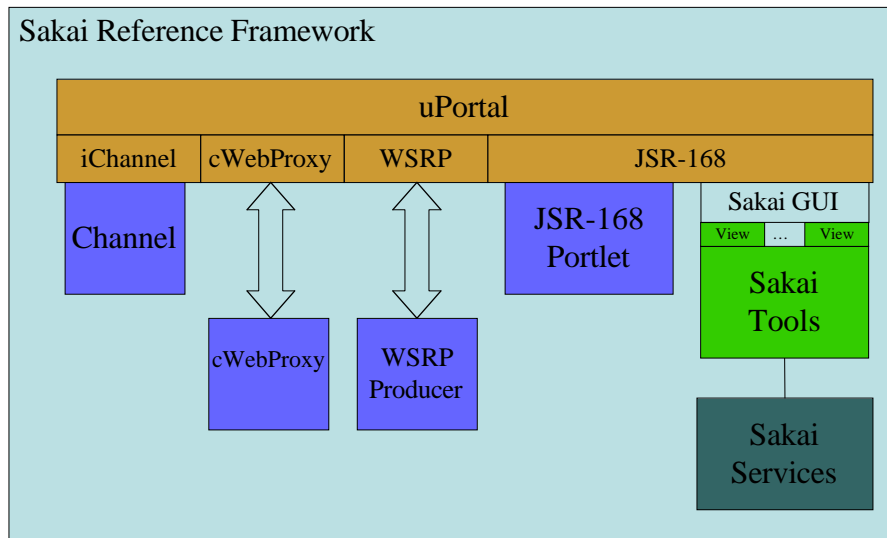 Sakai Reference Framework
uPortal
iChannel cWebProxy WSRP JSR-168
Channel
JSR-168
Portlet
Sakai GUI
View ... View
Sakai
Tools
cWebProxy
WSRP
Producer
Sakai
Services